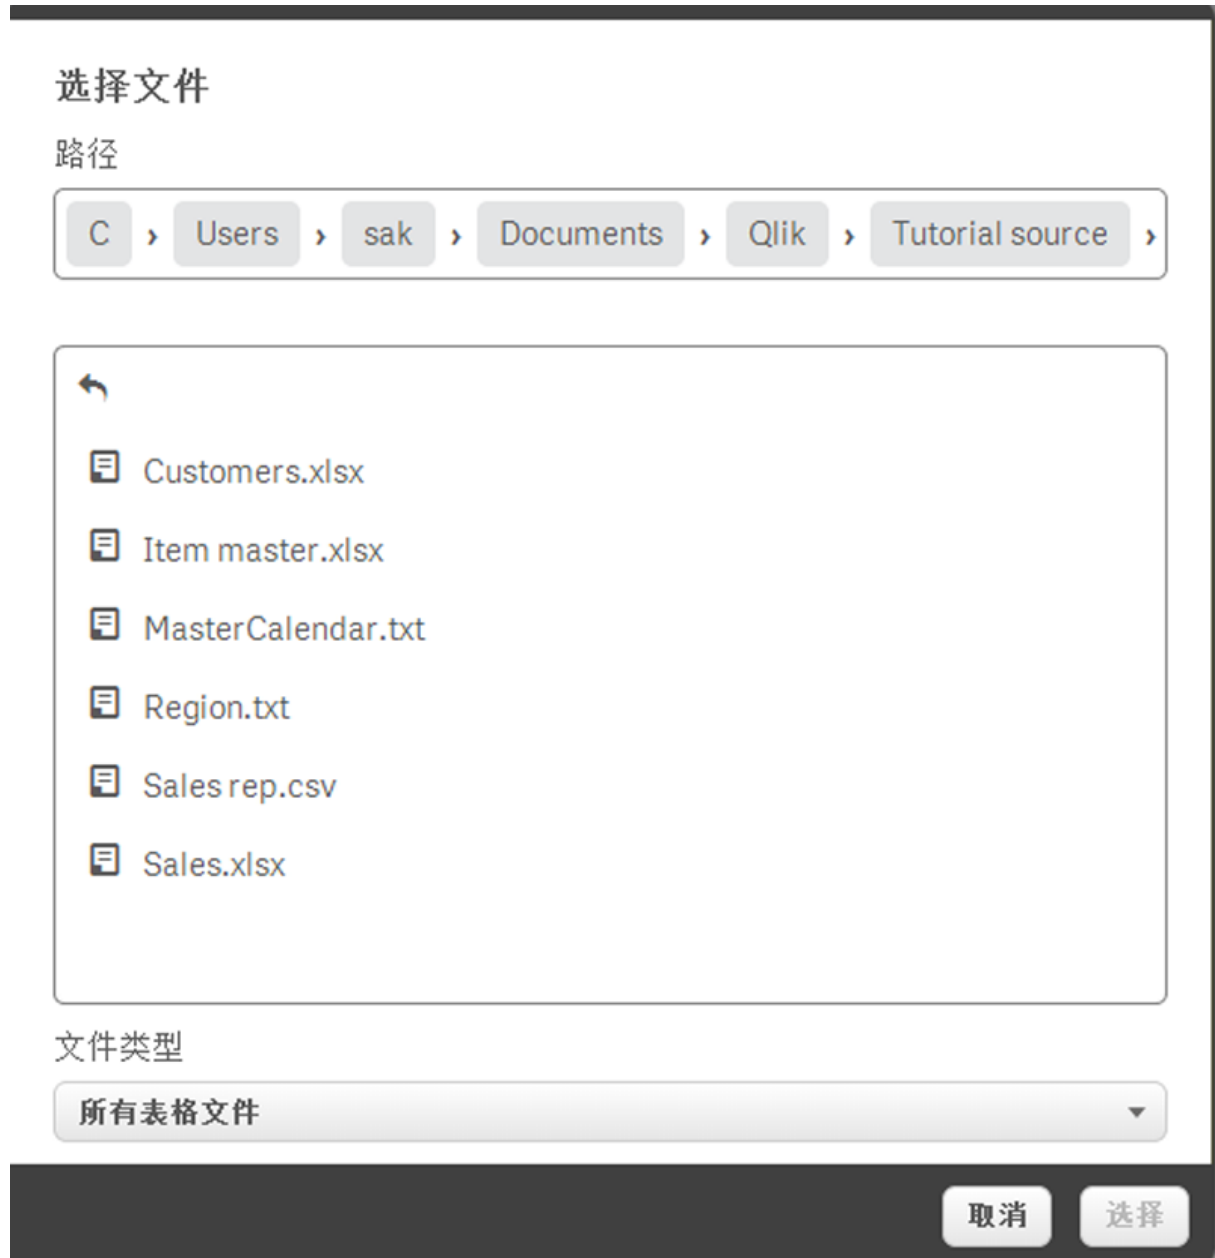 选择文件
路径
C › Users › sak › Documents › Qlik › Tutorial source ›
Customers.xlsx
Item master.xlsx
MasterCalendar.txt
Region.txt
Sales rep.csv
Sales.xlsx
文件类型
所有表格文件
取消 选择